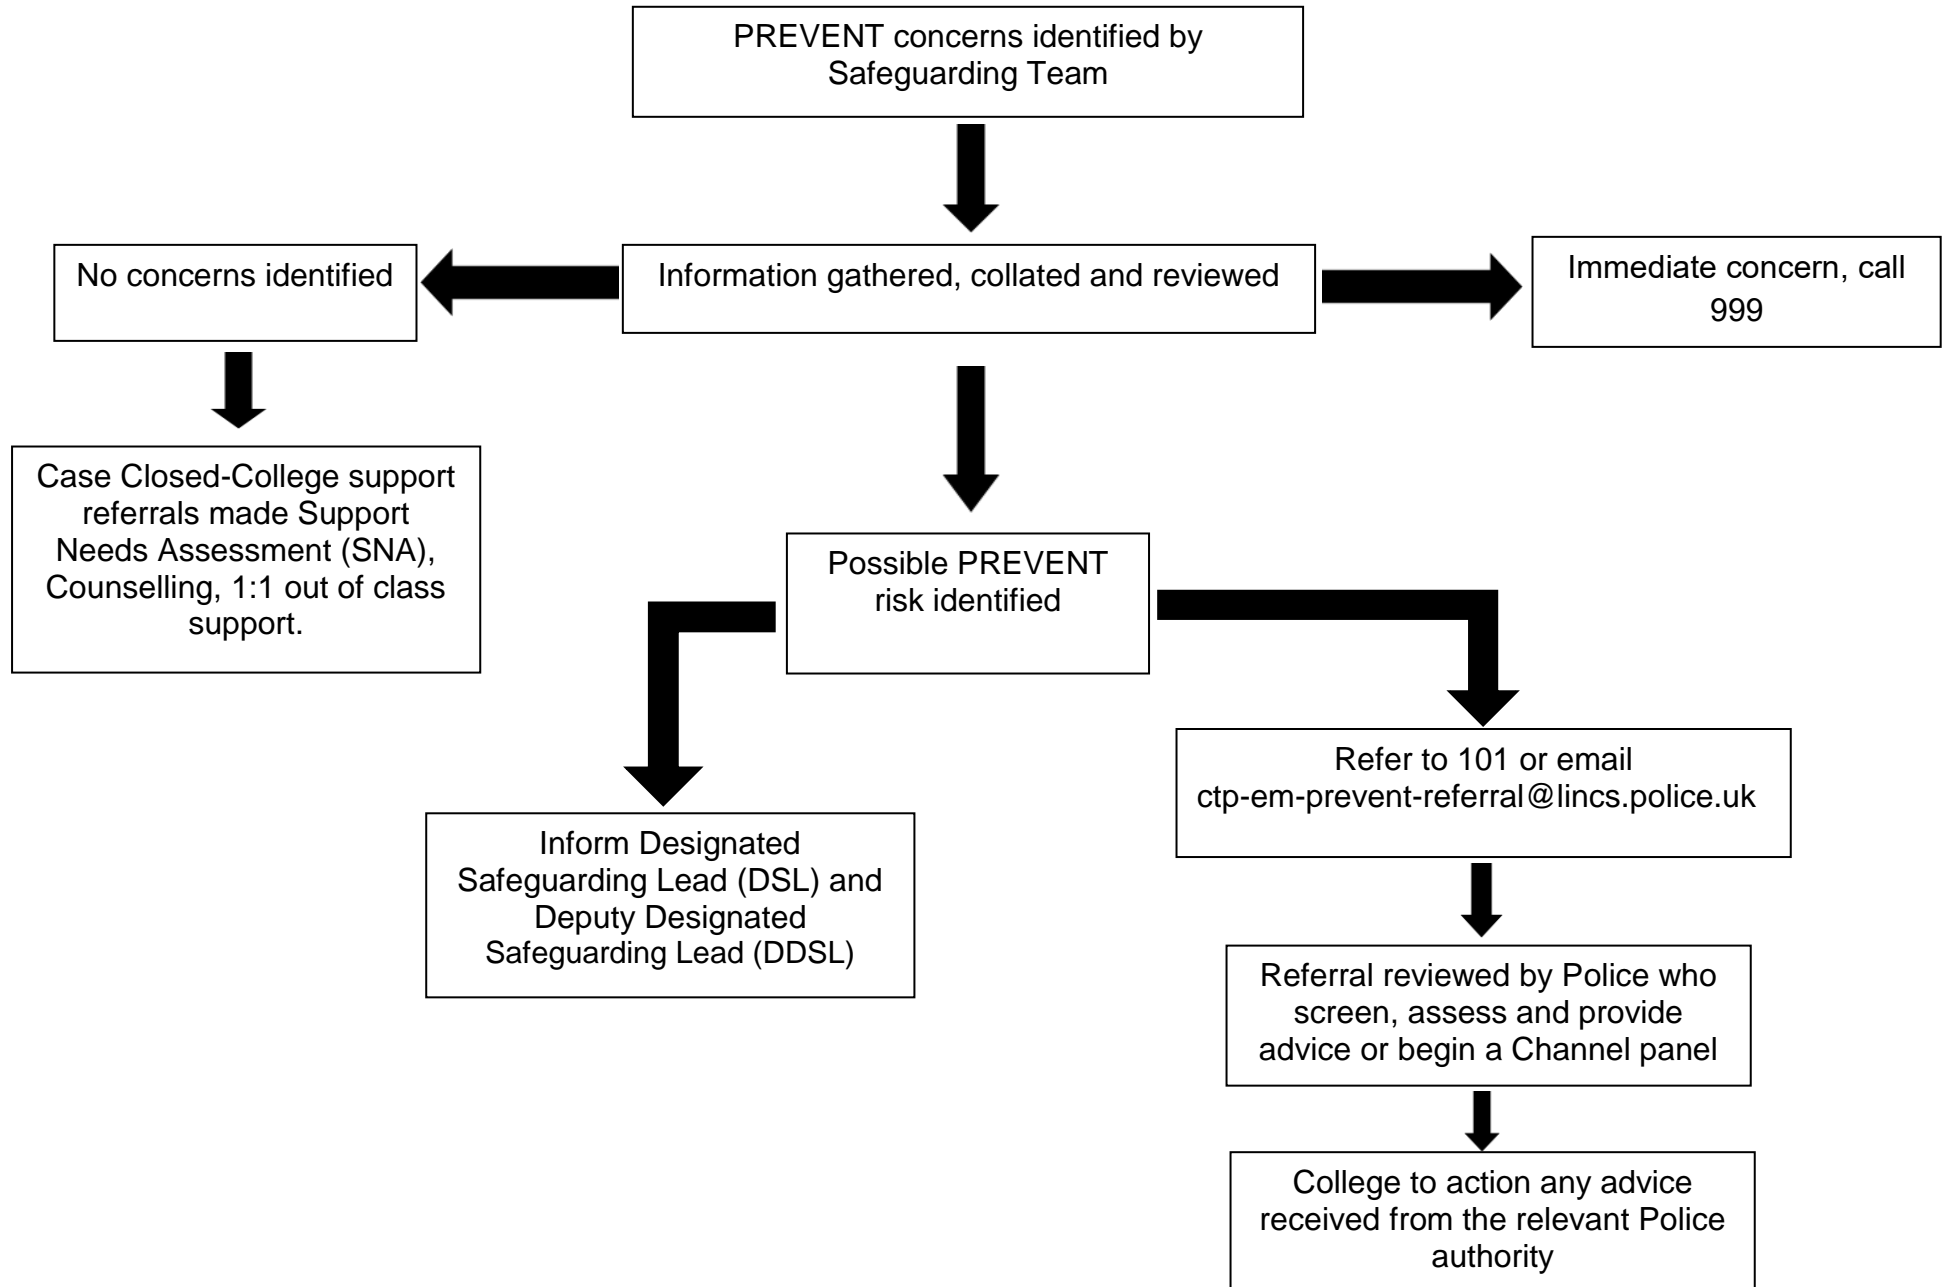 PREVENT concerns identified by
Safeguarding Team
No concerns identified
Information gathered, collated and reviewed
Immediate concern, call
999
Case Closed-College support
referrals made Support
Needs Assessment (SNA),
Counselling, 1:1 out of class
support.
Possible PREVENT
risk identified
Inform Designated
Safeguarding Lead (DSL) and
Deputy Designated
Safeguarding Lead (DDSL)
Refer to 101 or email
ctp-em-prevent-referral@lincs.police.uk
Referral reviewed by Police who
screen, assess and provide
advice or begin a Channel panel
College to action any advice
received from the relevant Police
authority